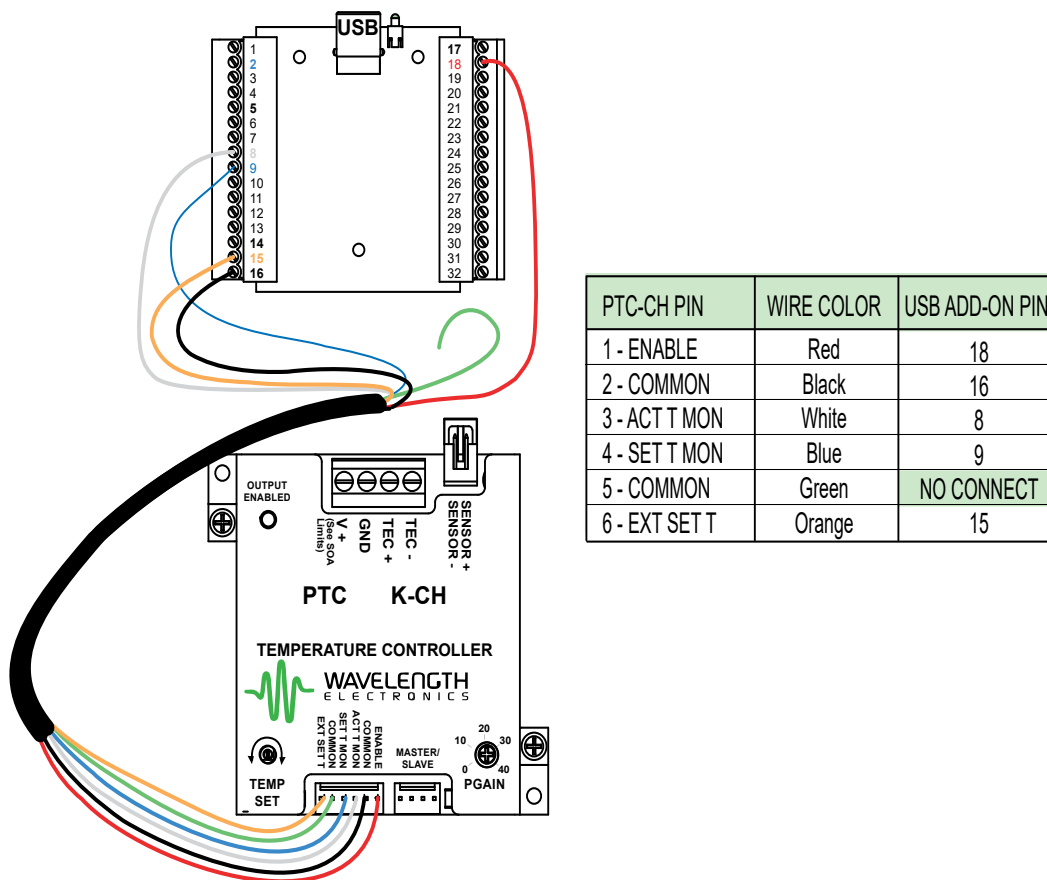 USB
1
2
3
4
5
6
7
8
9
10
11
12
13
14
15
16
17
18
19
20
21
22
23
24
25
26
27
28
29
30
31
32
PTC-CH PIN WIRE COLOR USB ADD-ON PIN
1 - ENABLE Red 18
2 - COMMON Black 16
3 - ACT T MON White 8
4 - SET T MON Blue 9
5 - COMMON Green NO CONNECT
6 - EXT SET T Orange 15
OUTPUT
ENABLED
V +
(See SOA
Limits)
GND
TEC +
TEC -
SENSOR +
SENSOR -
PTC K-CH
TEMPERATURE CONTROLLER
WAVELENGTH
ELECTRONICS
ENABLE
COMMON
ACT T MON
SET T MON
COMMON
EXT SET T
MASTER/
SLAVE
0
10
20
30
40
PGAIN
TEMP
SET